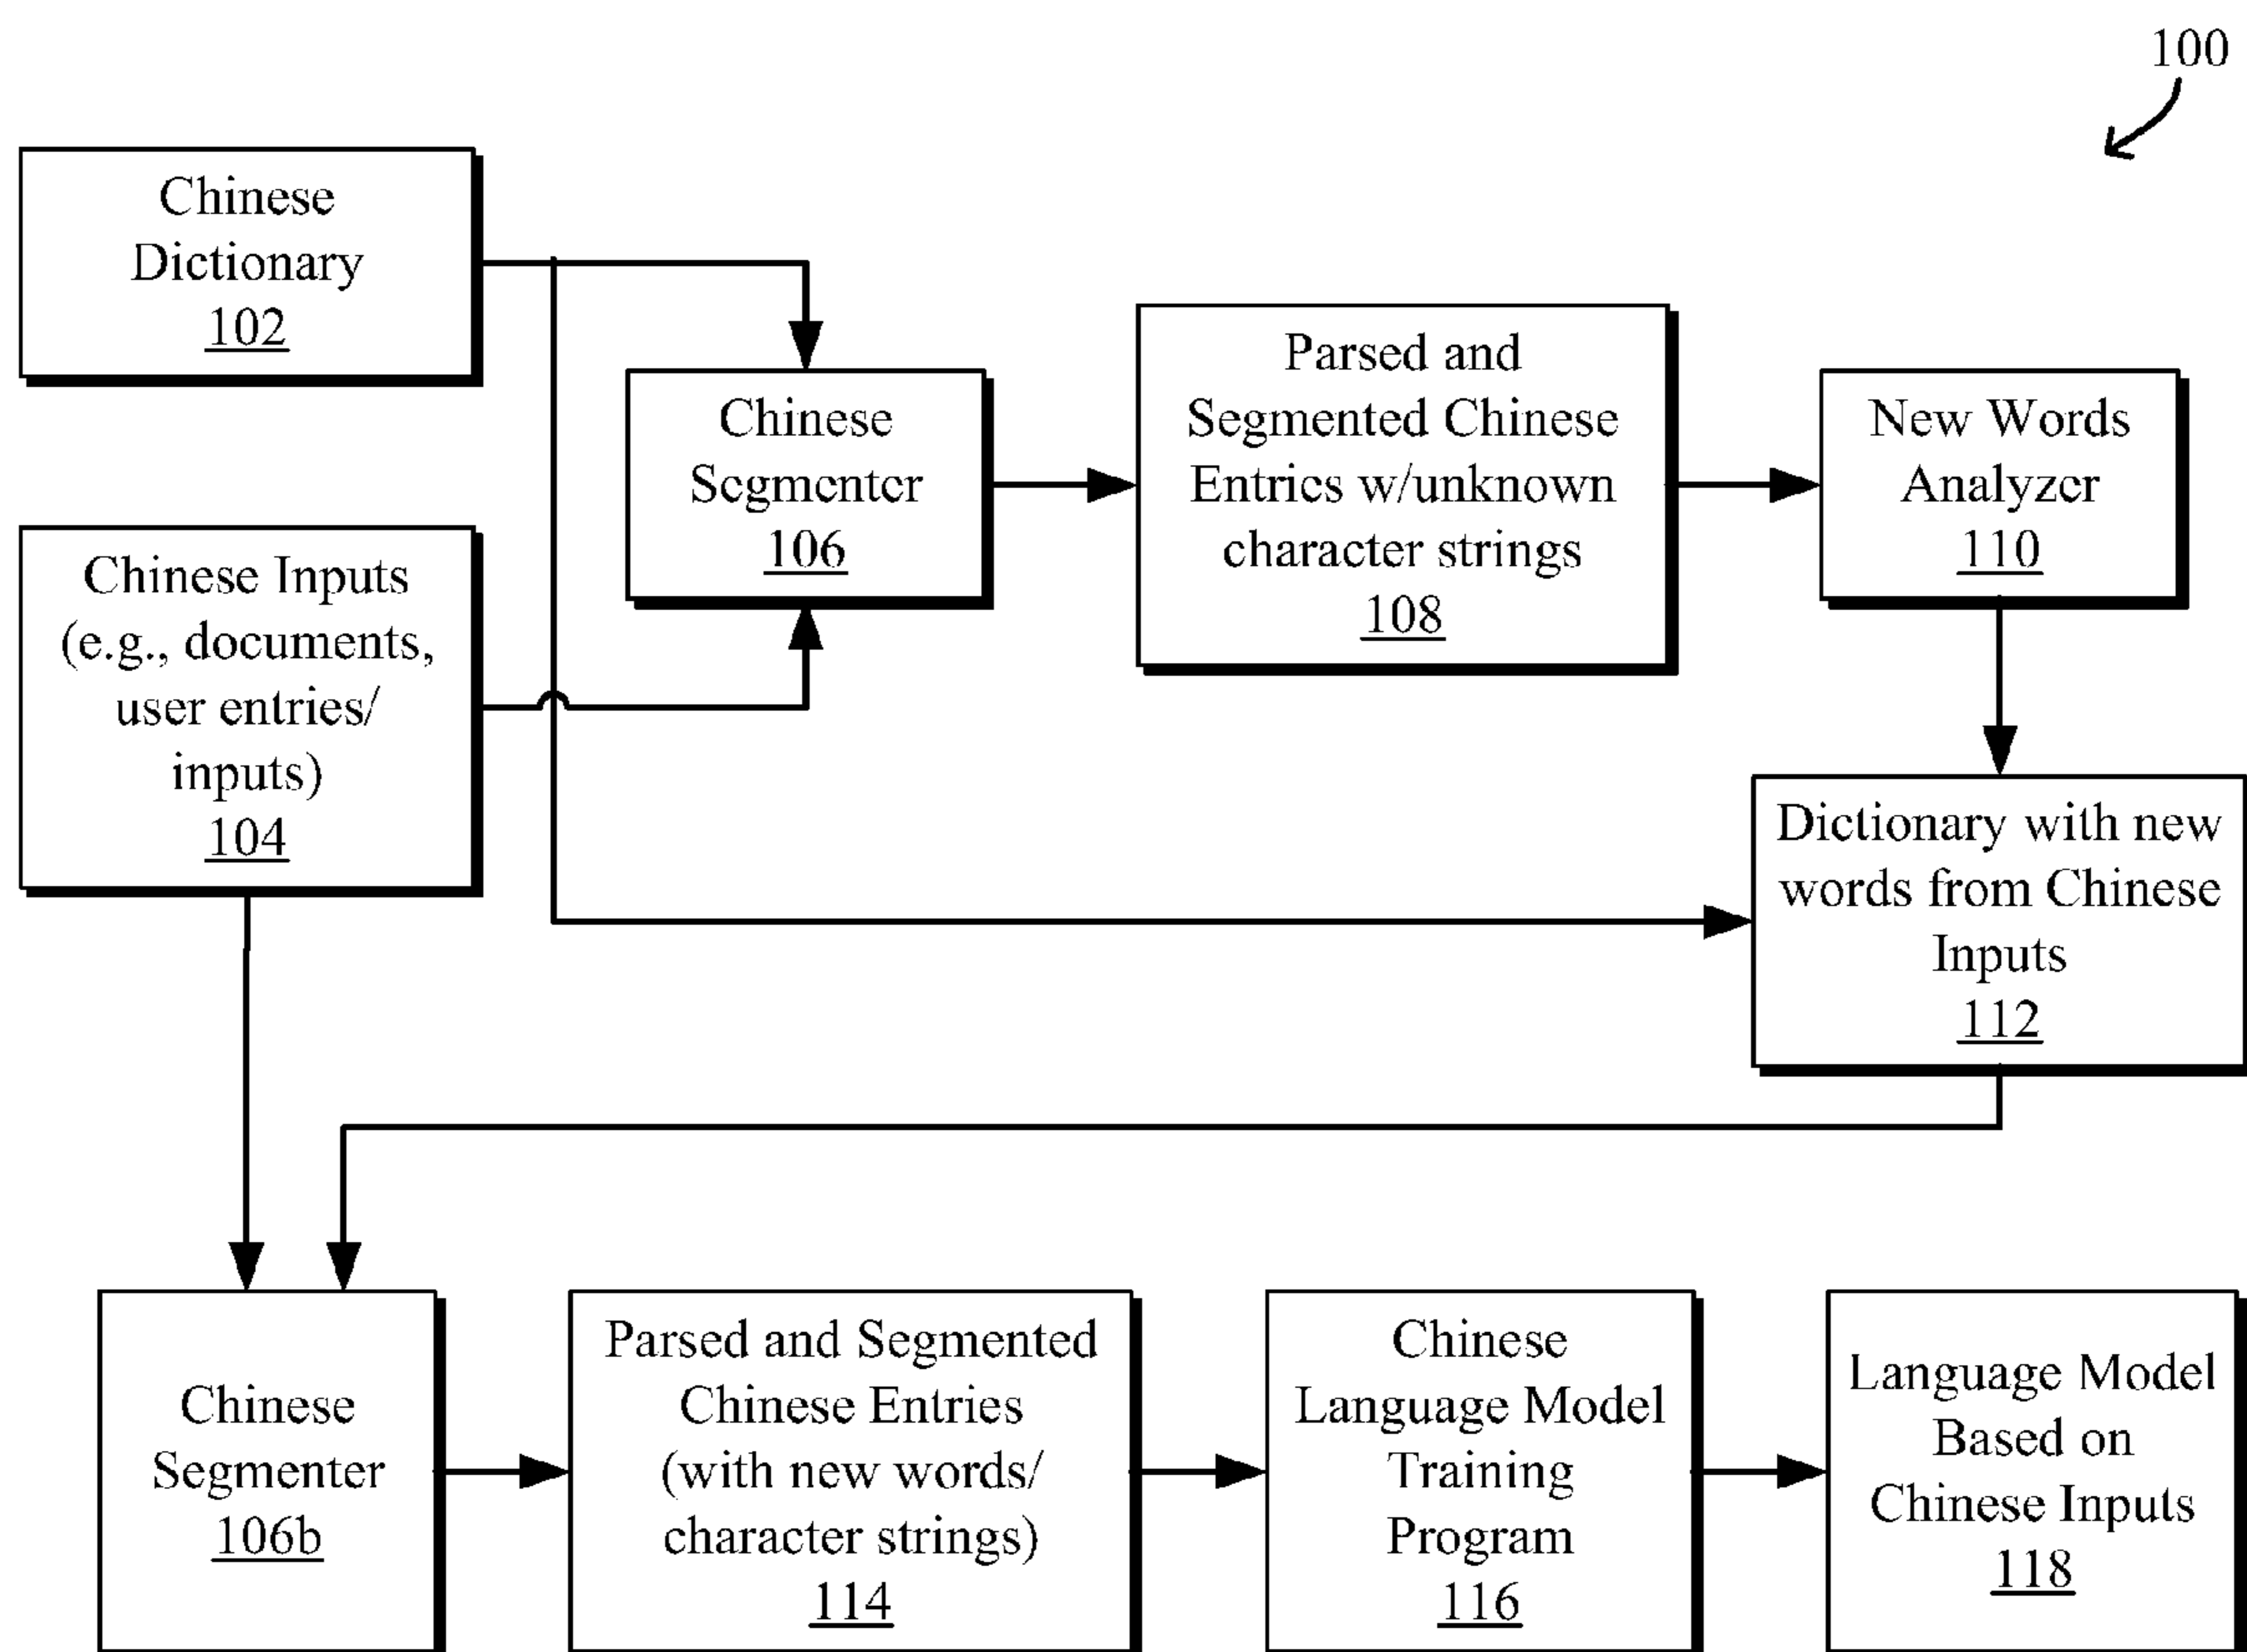 100
Chinese
Dictionary
102
Chinese Inputs
(e.g., documents,
user entries/
inputs)
104
Chinese
Segmenter
106
Parsed and
Segmented Chinese
Entries w/unknown
character strings
108
New Words
Analyzer
110
Dictionary with new
words from Chinese
Inputs
112
Chinese
Segmenter
106b
Parsed and Segmented
Chinese Entries
(with new words/
character strings)
114
Chinese
Language Model
Training
Program
116
Language Model
Based on
Chinese Inputs
118